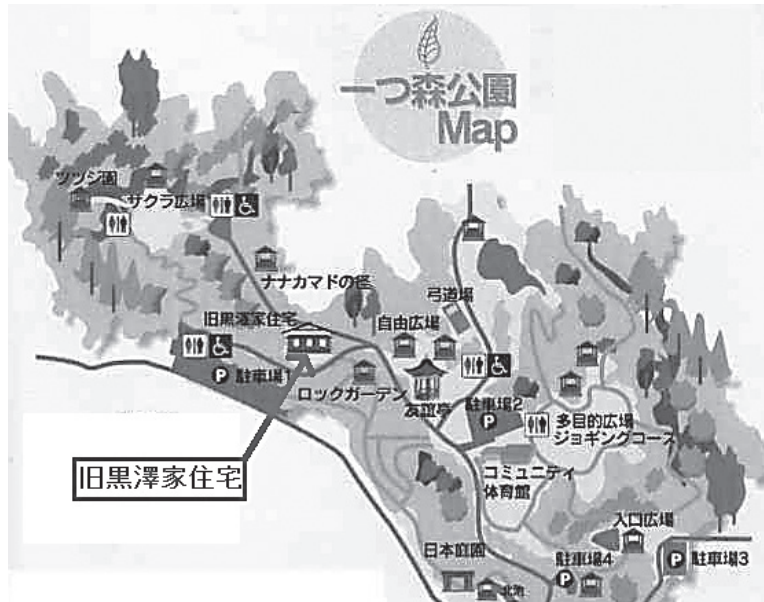 一つ森公園
Map
ツツジ園
サクラ広場
ナナカマドの径
弓道場
自由広場
旧黒澤家住宅
P 駐車場1
ロックガーデン
友誼亭
駐車場2
P
多目的広場
ジョギングコース
旧黒澤家住宅
コミュニティ
体育館
入口広場
日本庭園
駐車場4
P
P 駐車場3
北池